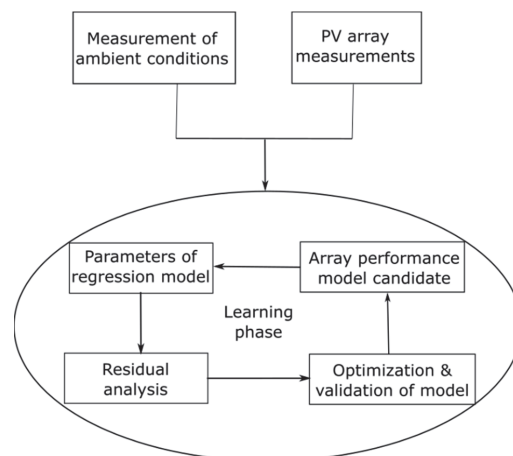 Measurement of
ambient conditions
PV array
measurements
Parameters of
regression model
Array performance
model candidate
Learning
phase
Residual
analysis
Optimization &
validation of model